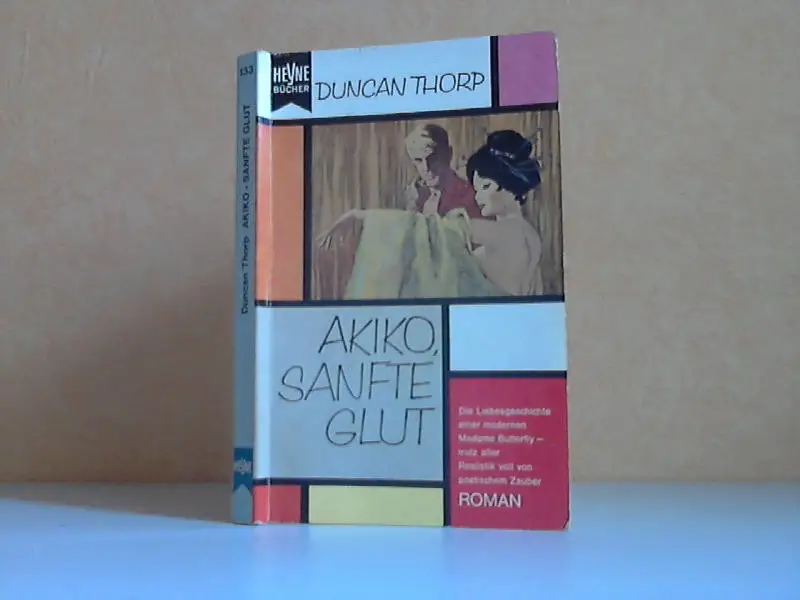 HEYNE
BÜCHER
DUNCAN THORP
AKIKO,
SANFTE
GLUT
Die Liebesgeschichte
einer modernen
Madame Butterfly –
trotz aller
Realistik voll von
poetischem Zauber
ROMAN
133
Duncan Thorp AKIKO - SANFTE GLUT
HEYNE